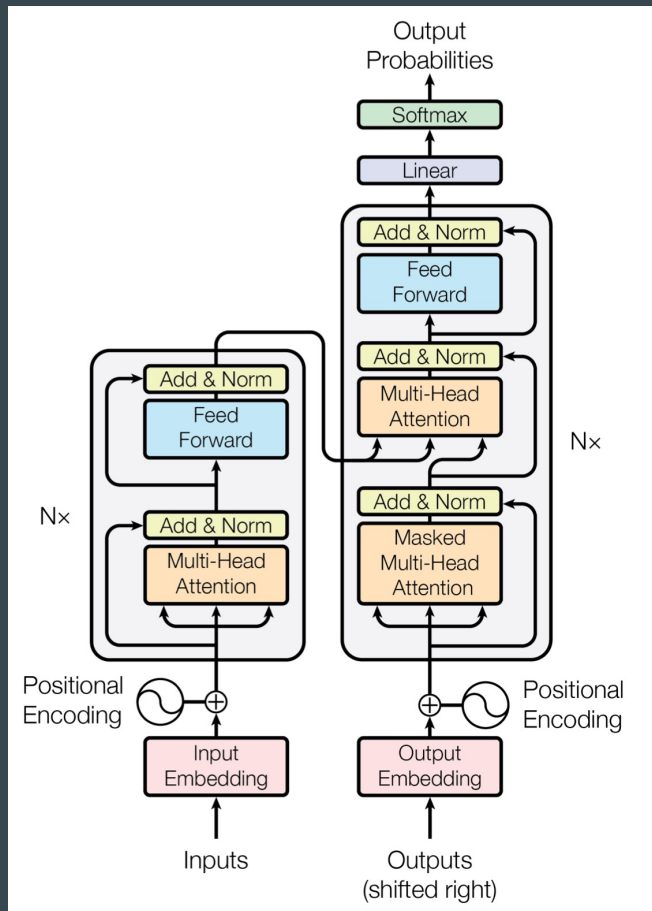 Output
Probabilities
Softmax
Linear
Add & Norm
Feed
Forward
Add & Norm
Multi-Head
Attention
Add & Norm
Masked
Multi-Head
Attention
Nx
Positional
Encoding
Output
Embedding
Outputs
(shifted right)
Add & Norm
Feed
Forward
Add & Norm
Multi-Head
Attention
Nx
Positional
Encoding
Input
Embedding
Inputs